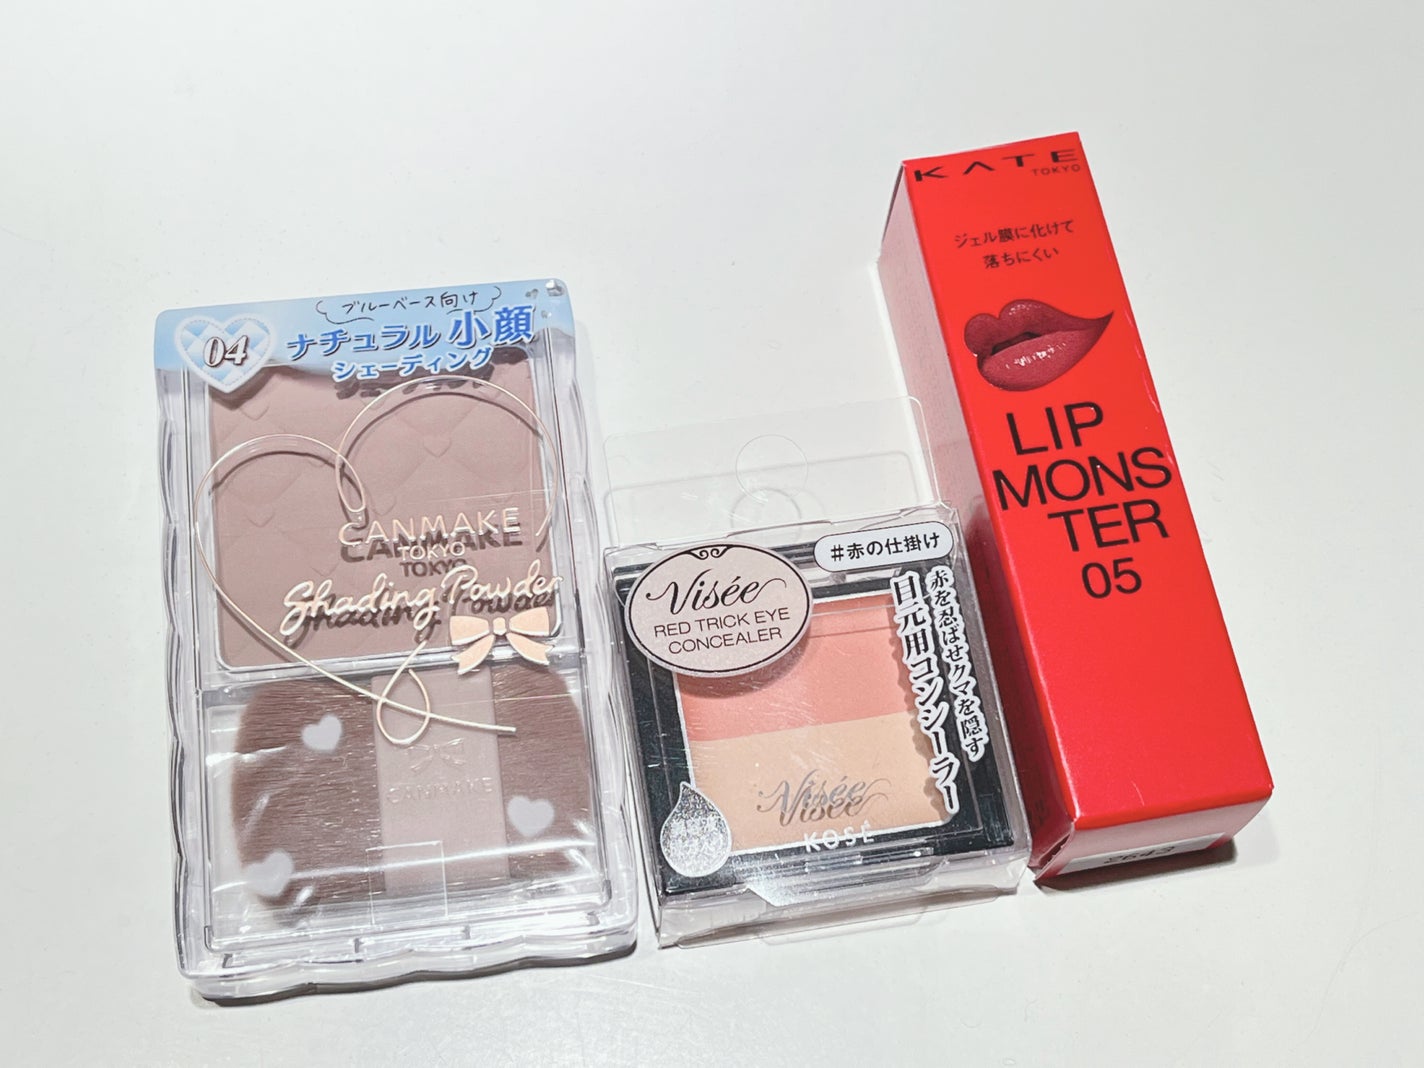 ブルーベース向け
04
ナチュラル小顔
シェーディング
CANMAKE
TOKYO
Shading Powder
CANMAKE
Visée
RED TRICK EYE
CONCEALER
#赤の仕掛け
赤を忍ばせクマを隠す
目元用コンシーラー
Visée
KOSÉ
KATE
TOKYO
ジェル膜に化けて
落ちにくい
LIP
MONS
TER
05